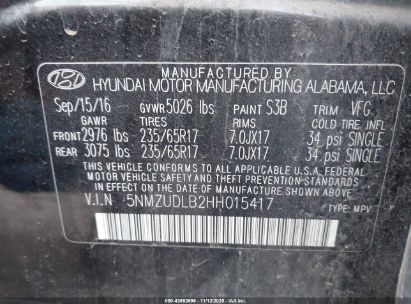 MANUFACTURED BY
HYUNDAI MOTOR MANUFACTURING ALABAMA, LLC
Sep/15/16 GVWR 5026 lbs PAINT S3B TRIM VFG
GAWR TIRES RIMS COLD TIRE INF.
FRONT 2976 lbs 235/65R17 7.0JX17 34 psi SINGLE
REAR 3075 lbs 235/65R17 7.0JX17 34 psi SINGLE
THIS VEHICLE CONFORMS TO ALL APPLICABLE U.S.A. FEDERAL
MOTOR VEHICLE SAFETY AND THEFT PREVENTION STANDARDS IN
EFFECT ON THE DATE OF MANUFACTURE SHOWN ABOVE.
V.I.N 5NMZUDLB2HH015417 TYPE: MPV